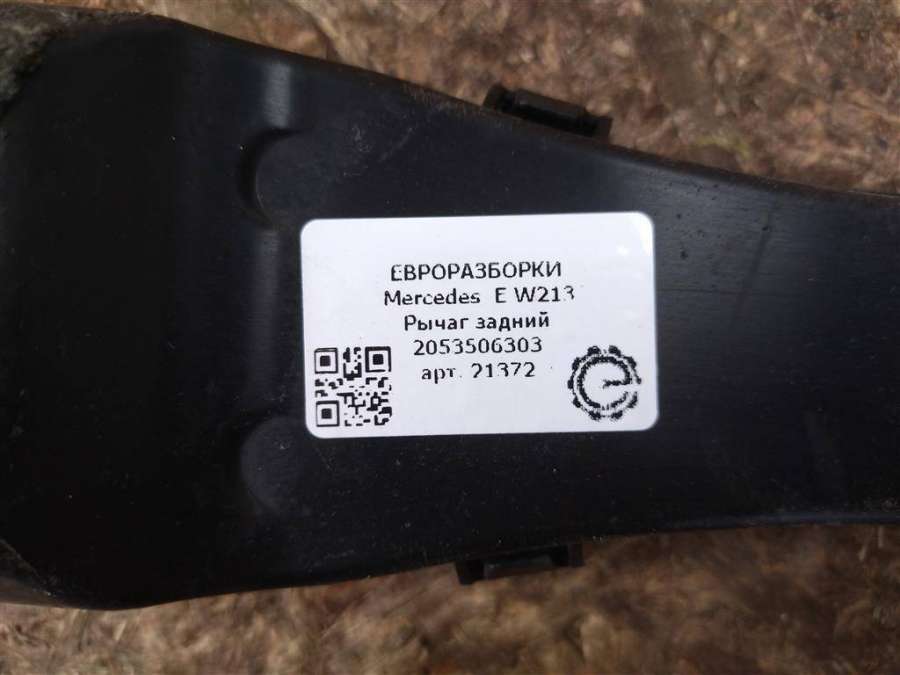 ЕВРОРАЗБОРКИ
Mercedes E W213
Рычаг задний
2053506303
арт. 21372